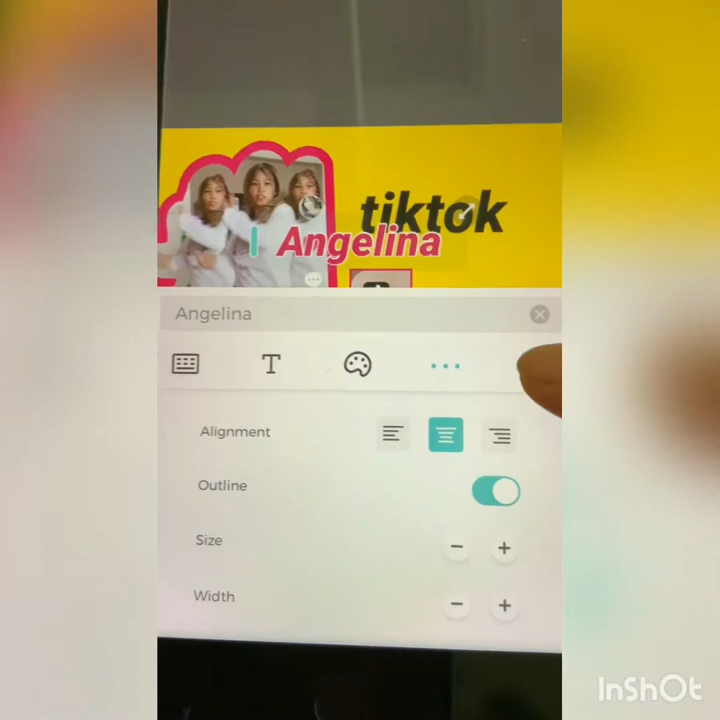 tiktok
Angelina
Angelina
T
Alignment
Outline
Size
Width
InShOt